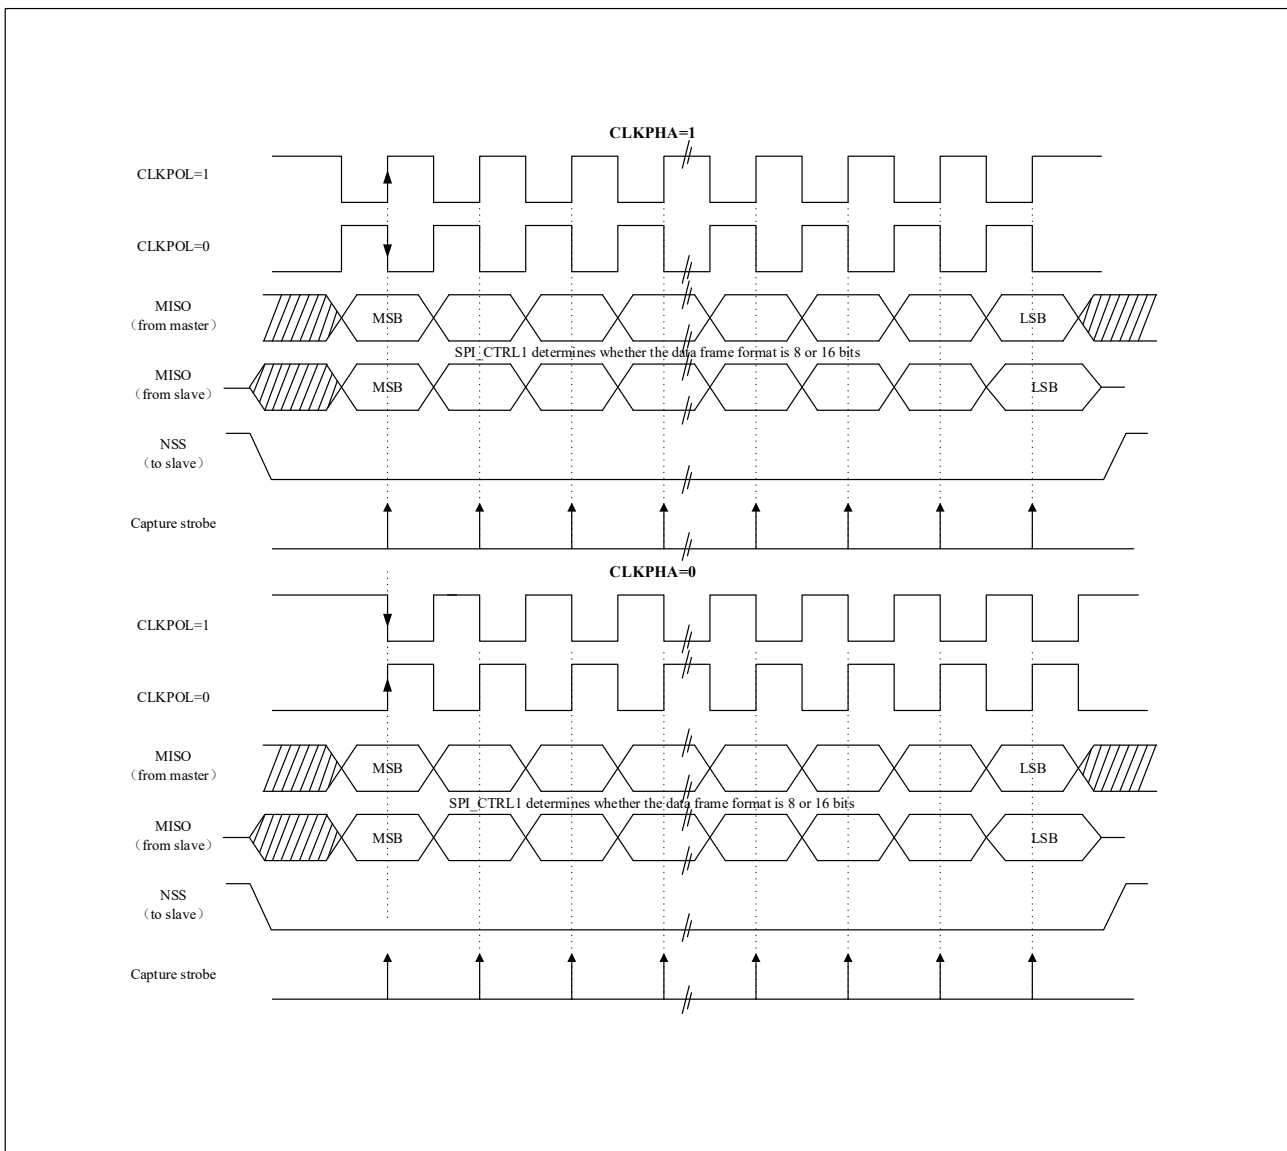 CLKPHA=1
CLKPOL=1
CLKPOL=0
MISO
（from master）
MSB
LSB
SPI_CTRL1 determines whether the data frame format is 8 or 16 bits
MISO
（from slave）
MSB
LSB
NSS
（to slave）
Capture strobe
CLKPHA=0
CLKPOL=1
CLKPOL=0
MISO
（from master）
MSB
LSB
SPI_CTRL1 determines whether the data frame format is 8 or 16 bits
MISO
（from slave）
MSB
LSB
NSS
（to slave）
Capture strobe